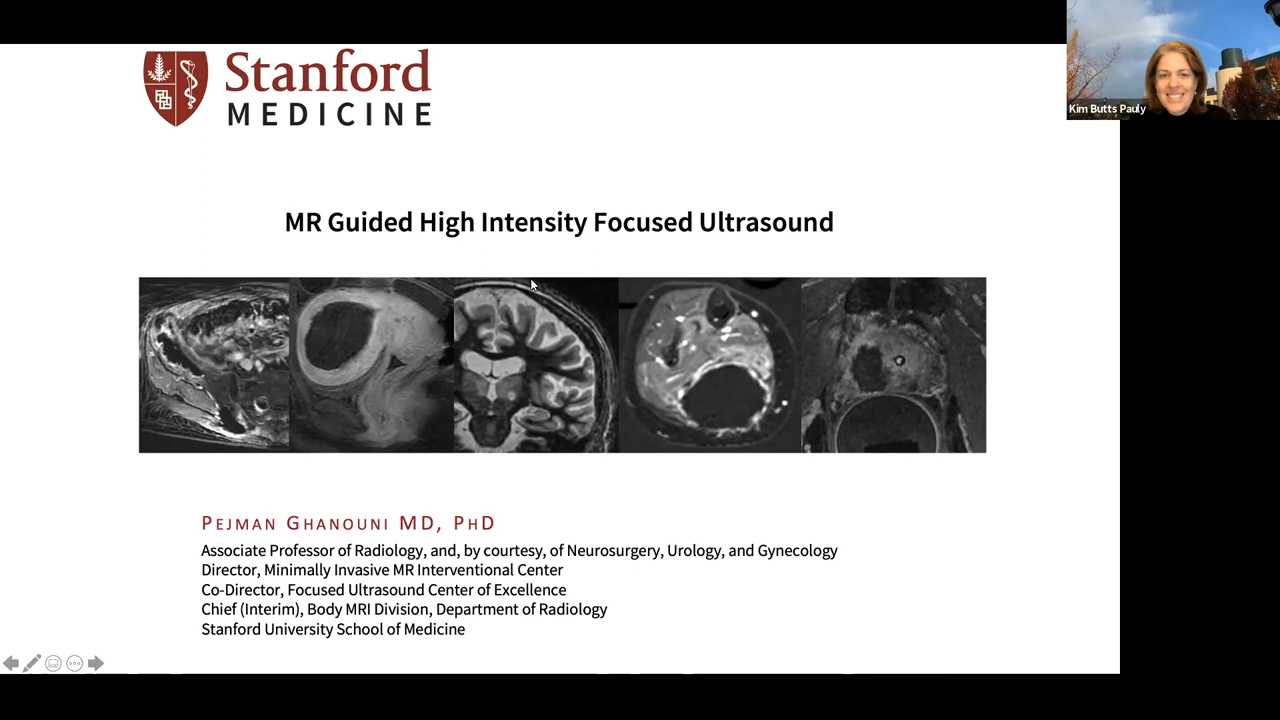 Stanford
MEDICINE
Kim Butts Pauly
MR Guided High Intensity Focused Ultrasound
PEJMAN GHANOUNI MD, PHD
Associate Professor of Radiology, and, by courtesy, of Neurosurgery, Urology, and Gynecology
Director, Minimally Invasive MR Interventional Center
Co-Director, Focused Ultrasound Center of Excellence
Chief (Interim), Body MRI Division, Department of Radiology
Stanford University School of Medicine